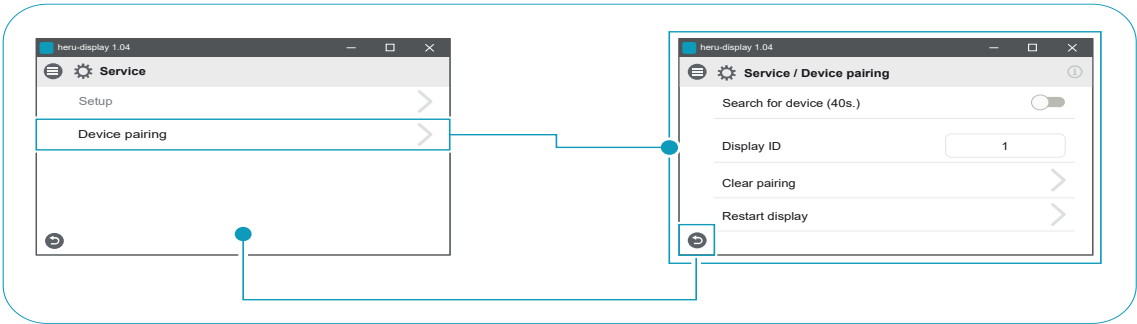 heru-display 1.04
Service
Setup
Device pairing
heru-display 1.04
Service / Device pairing
Search for device (40s.)
Display ID 1
Clear pairing
Restart display